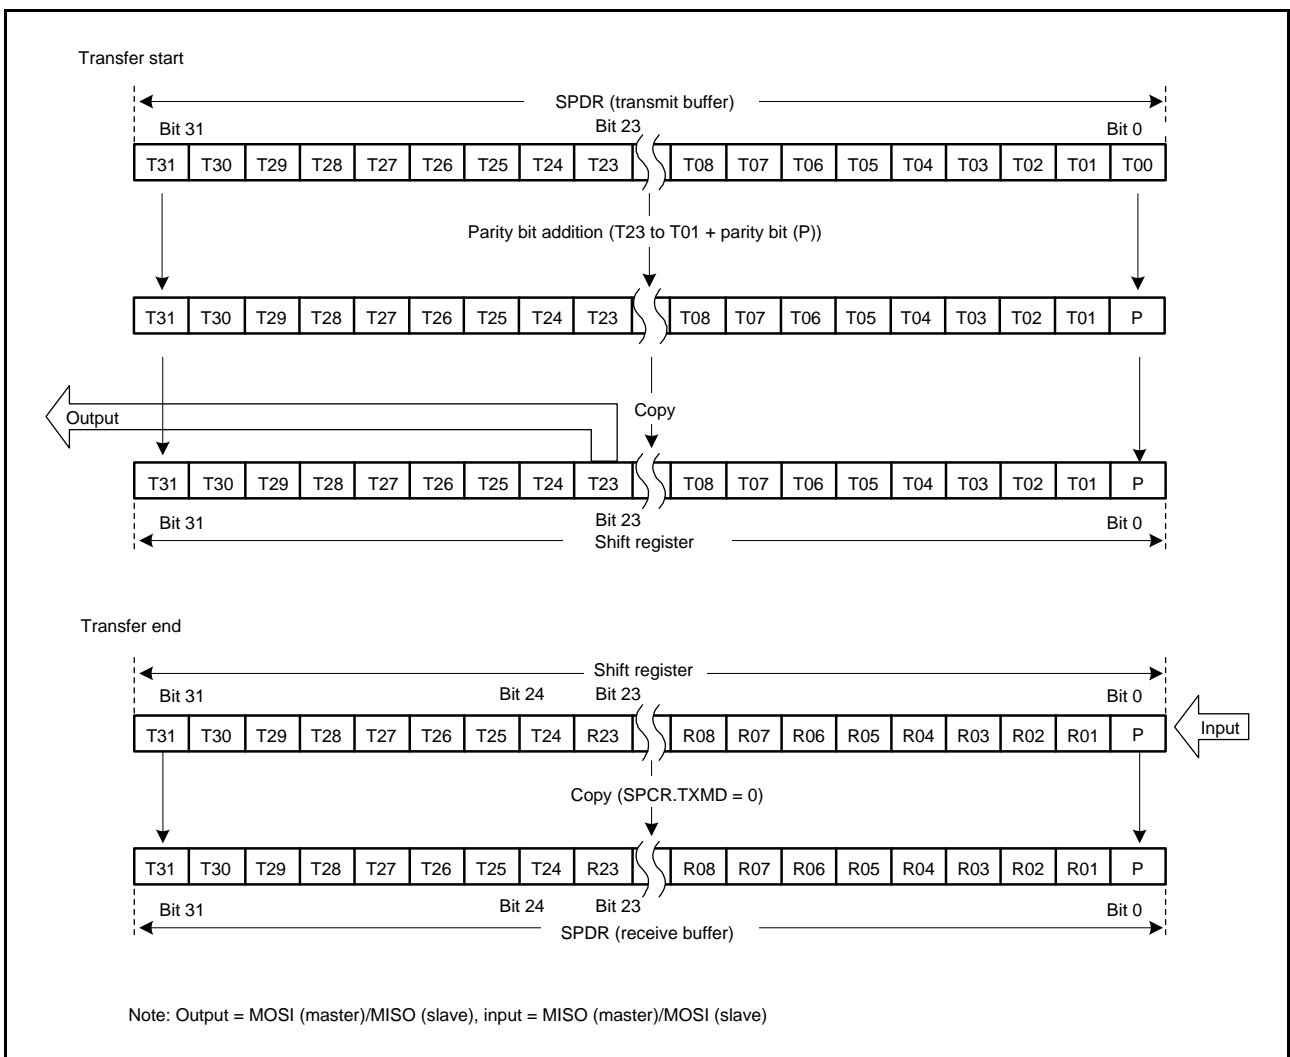 Transfer start
SPDR (transmit buffer)
Bit 31 Bit 23 Bit 0
T31 T30 T29 T28 T27 T26 T25 T24 T23 T08 T07 T06 T05 T04 T03 T02 T01 T00
Parity bit addition (T23 to T01 + parity bit (P))
T31 T30 T29 T28 T27 T26 T25 T24 T23 T08 T07 T06 T05 T04 T03 T02 T01 P
Output Copy
T31 T30 T29 T28 T27 T26 T25 T24 T23 T08 T07 T06 T05 T04 T03 T02 T01 P
Bit 31 Bit 23 Bit 0
Shift register
Transfer end
Shift register
Bit 31 Bit 24 Bit 23 Bit 0
T31 T30 T29 T28 T27 T26 T25 T24 R23 R08 R07 R06 R05 R04 R03 R02 R01 P Input
Copy (SPCR.TXMD = 0)
T31 T30 T29 T28 T27 T26 T25 T24 R23 R08 R07 R06 R05 R04 R03 R02 R01 P
Bit 31 Bit 24 Bit 23 Bit 0
SPDR (receive buffer)
Note: Output = MOSI (master)/MISO (slave), input = MISO (master)/MOSI (slave)